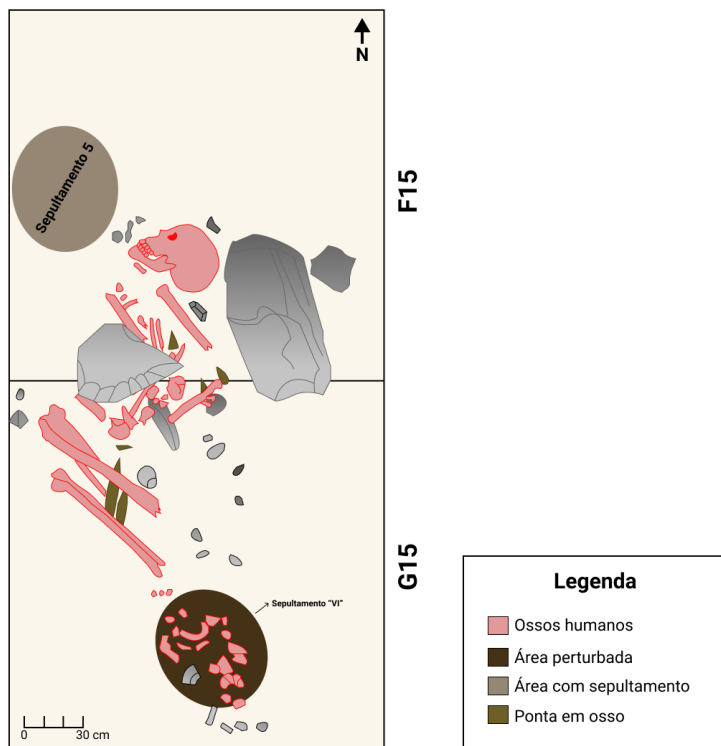 N
Sepultamento 5
F15
G15
Sepultamento "VI"
0 30 cm
Legenda
Ossos humanos
Área perturbada
Área com sepultamento
Ponta em osso